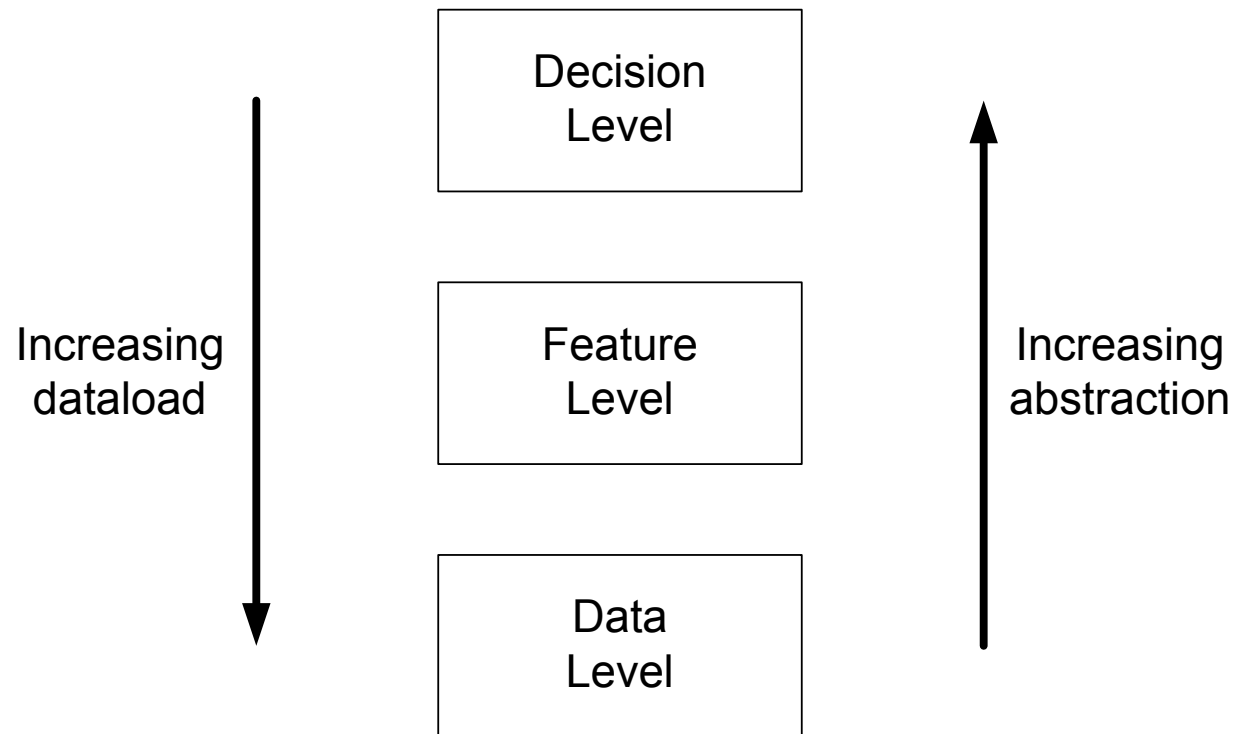 Decision
Level
Increasing
dataload
Feature
Level
Increasing
abstraction
Data
Level